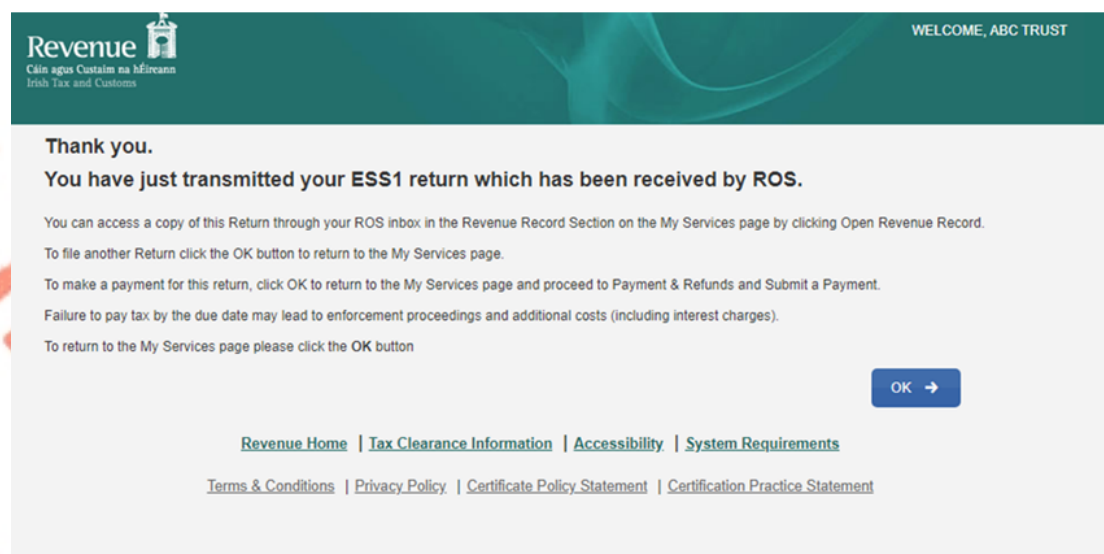 WELCOME, ABC TRUST
Revenue
Cáin agus Custaim na hÉireann
Irish Tax and Customs
Thank you.
You have just transmitted your ESS1 return which has been received by ROS.
You can access a copy of this Return through your ROS inbox in the Revenue Record Section on the My Services page by clicking Open Revenue Record.
To file another Return click the OK button to return to the My Services page.
To make a payment for this return, click OK to return to the My Services page and proceed to Payment & Refunds and Submit a Payment.
Failure to pay tax by the due date may lead to enforcement proceedings and additional costs (including interest charges).
To return to the My Services page please click the OK button
OK →
Revenue Home | Tax Clearance Information | Accessibility | System Requirements
Terms & Conditions | Privacy Policy | Certificate Policy Statement | Certification Practice Statement